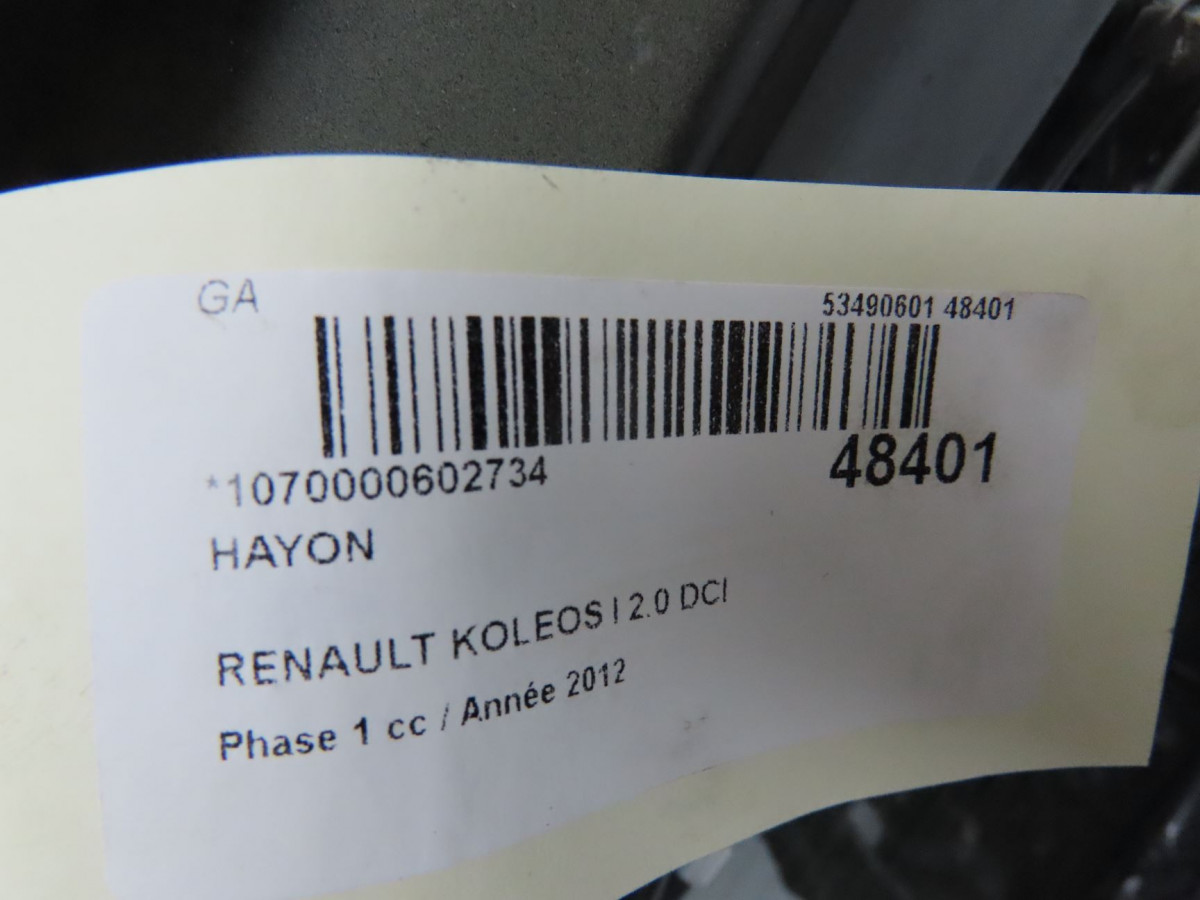 GA
53490601 48401
*1070000602734
48401
HAYON
RENAULT KOLEOS I 2.0 DCI
Phase 1 cc / Année 2012